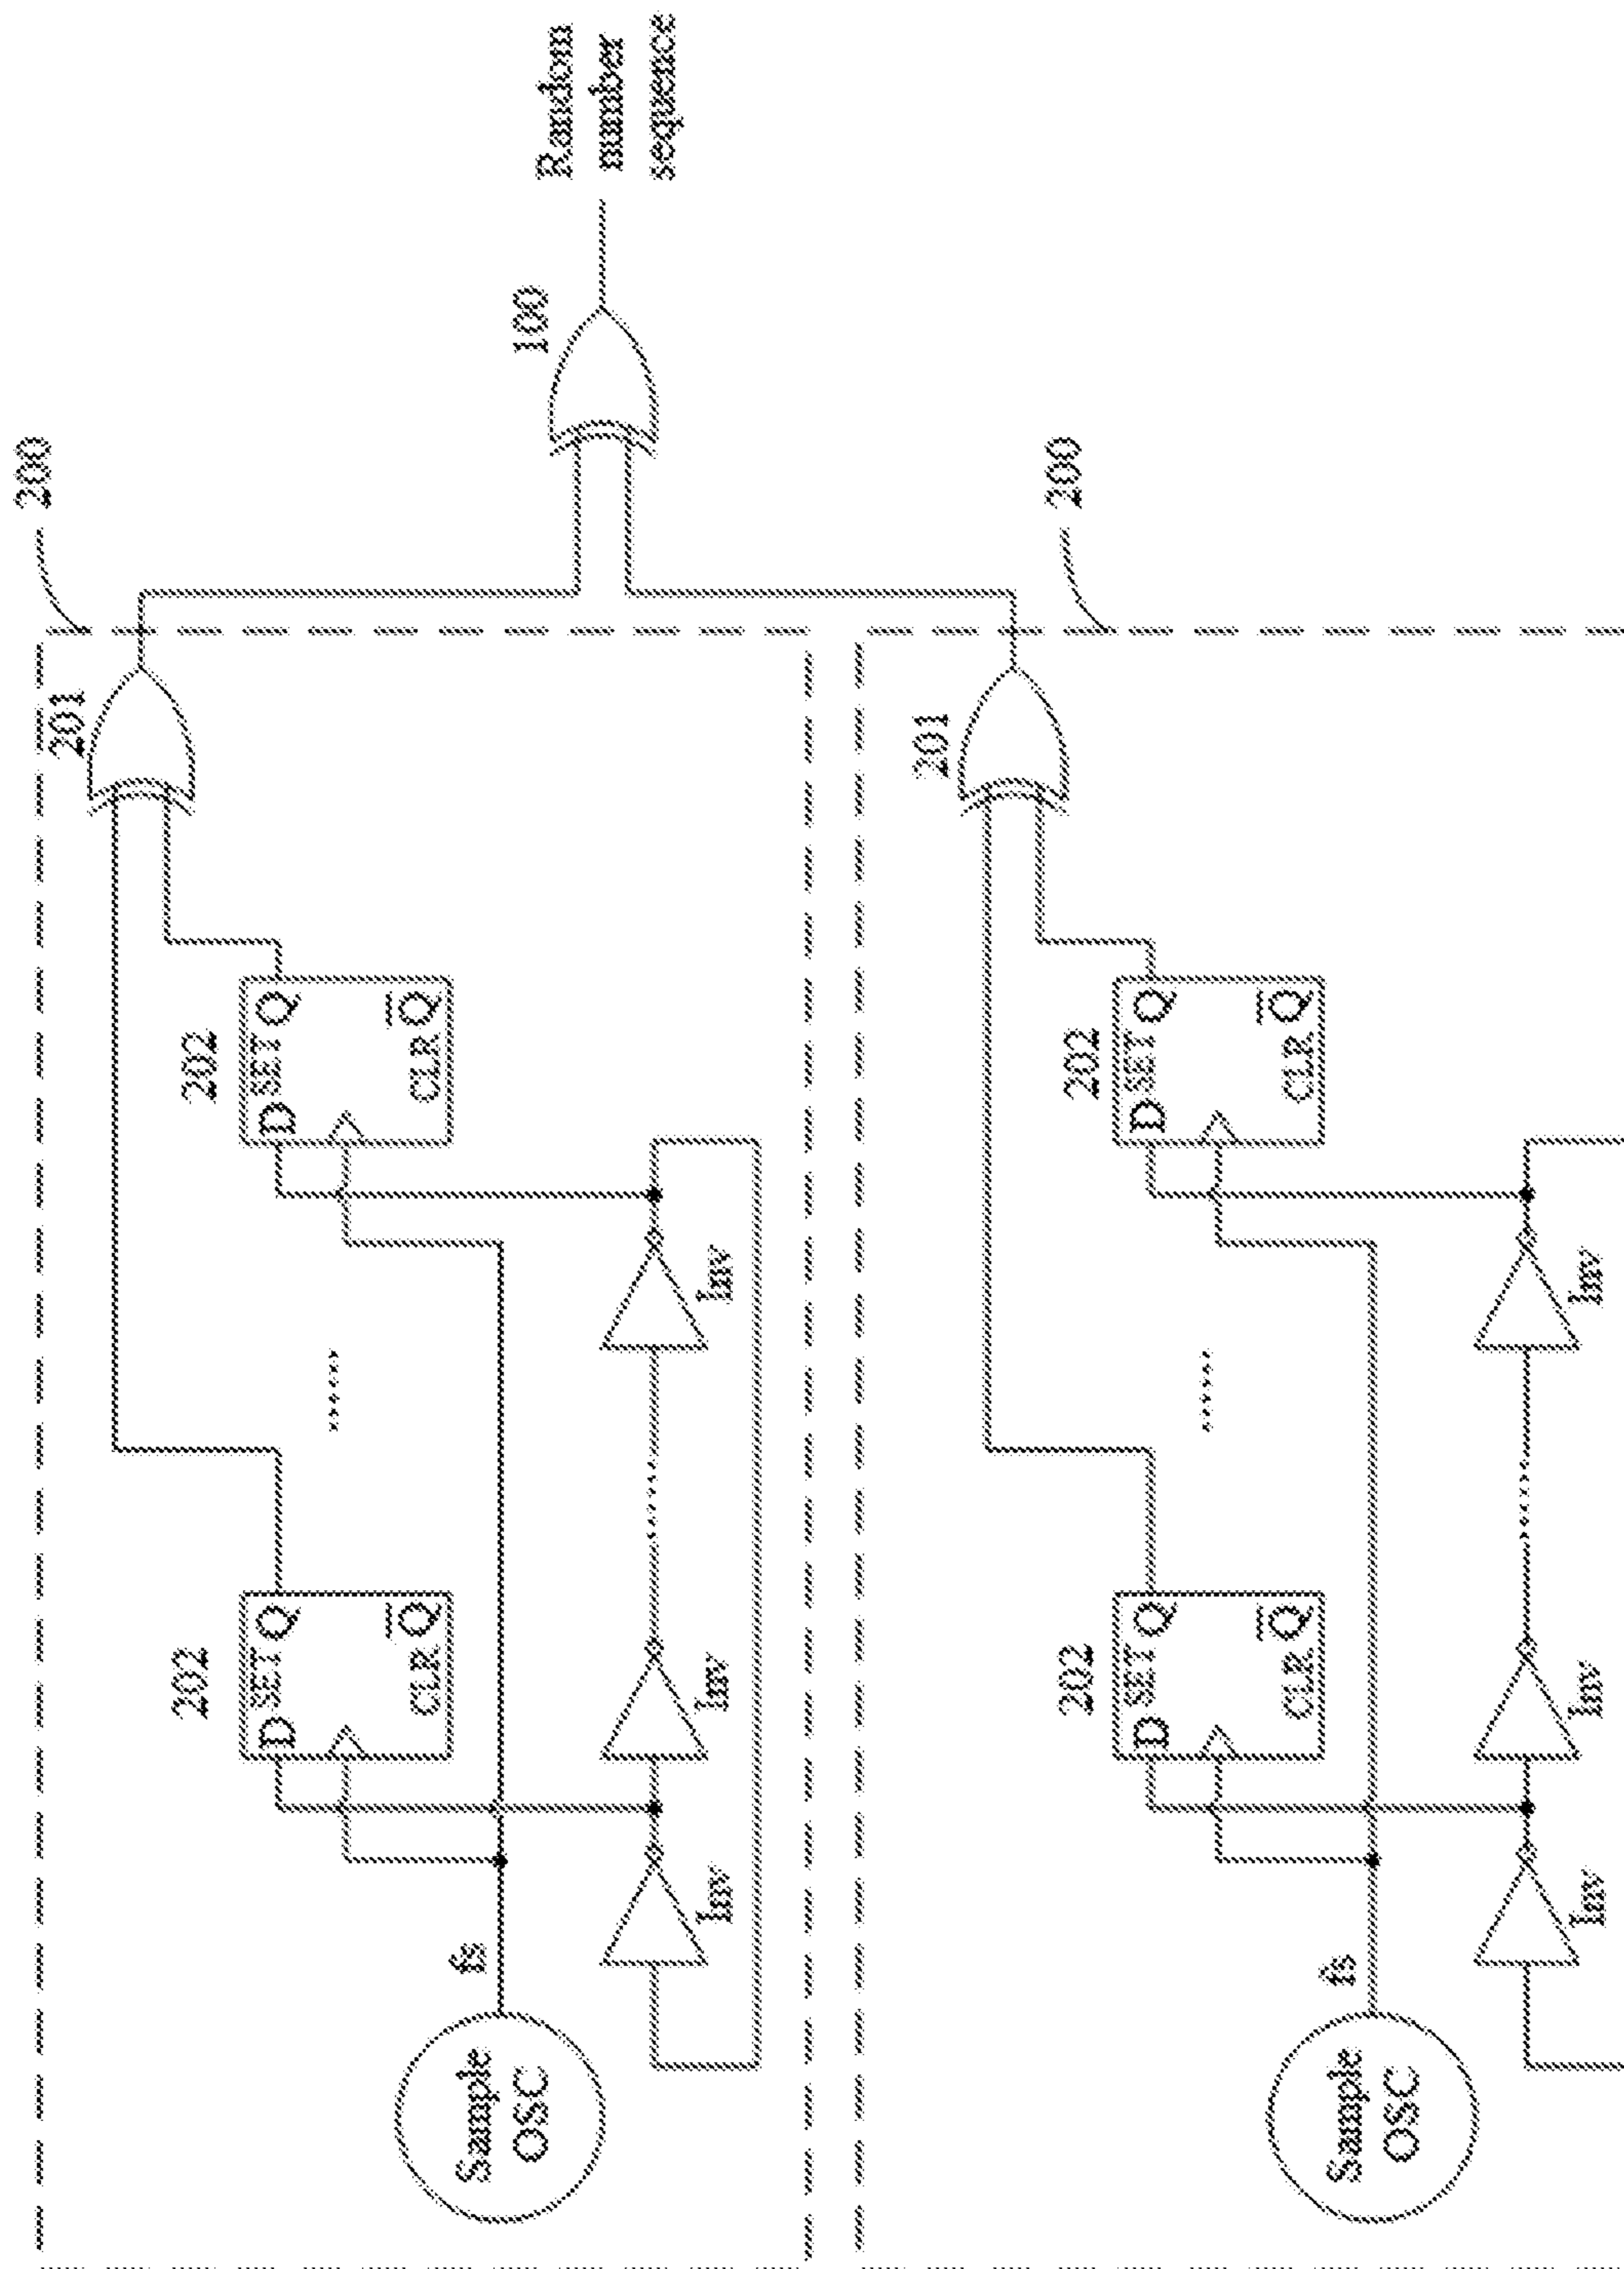 200
201
202
D SET Q
CLR Q̅
202
D SET Q
CLR Q̅
......
fs
Sample
OSC
Inv
Inv
Inv
100
Random
number
sequence
200
201
202
D SET Q
CLR Q̅
202
D SET Q
CLR Q̅
......
fs
Sample
OSC
Inv
Inv
Inv